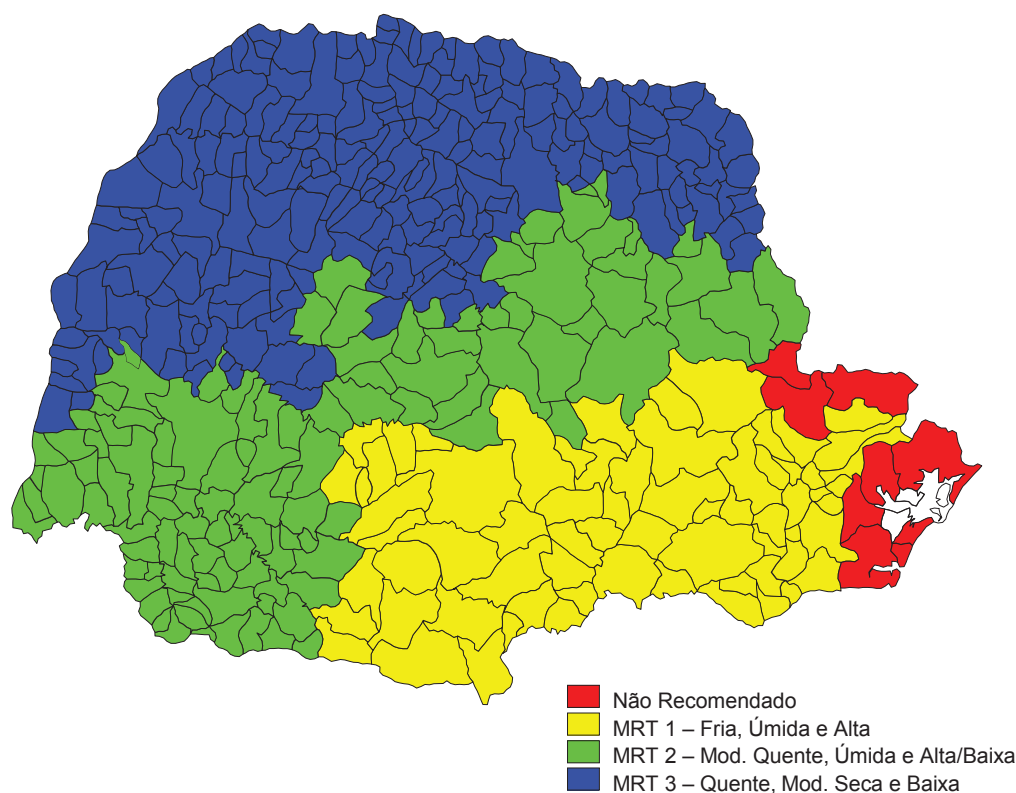 Não Recomendado
MRT 1 – Fria, Úmida e Alta
MRT 2 – Mod. Quente, Úmida e Alta/Baixa
MRT 3 – Quente, Mod. Seca e Baixa